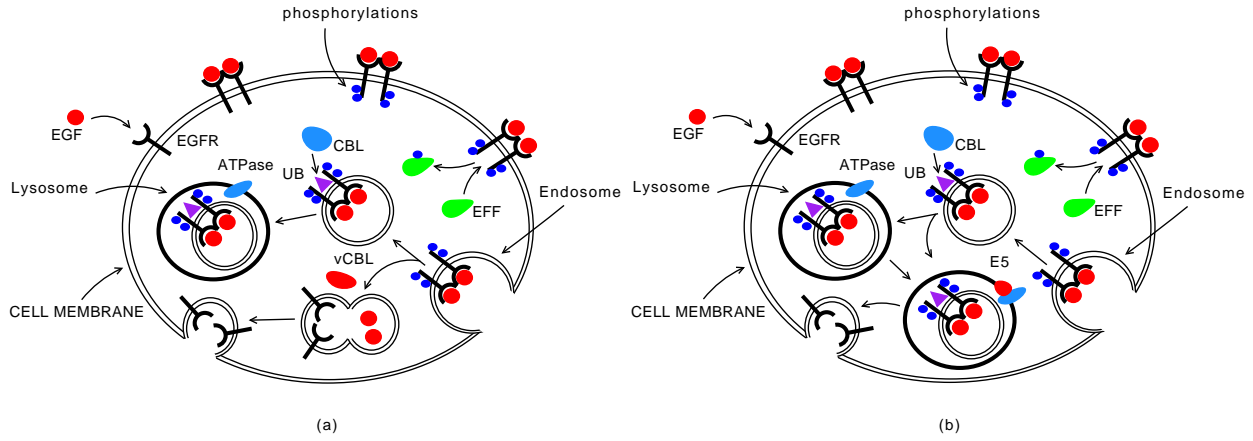 phosphorylations
EGF
EGFR
CBL
ATPase
UB
Lysosome
Endosome
EFF
vCBL
CELL MEMBRANE
(a)
phosphorylations
EGF
EGFR
CBL
ATPase
UB
Lysosome
Endosome
EFF
E5
CELL MEMBRANE
(b)